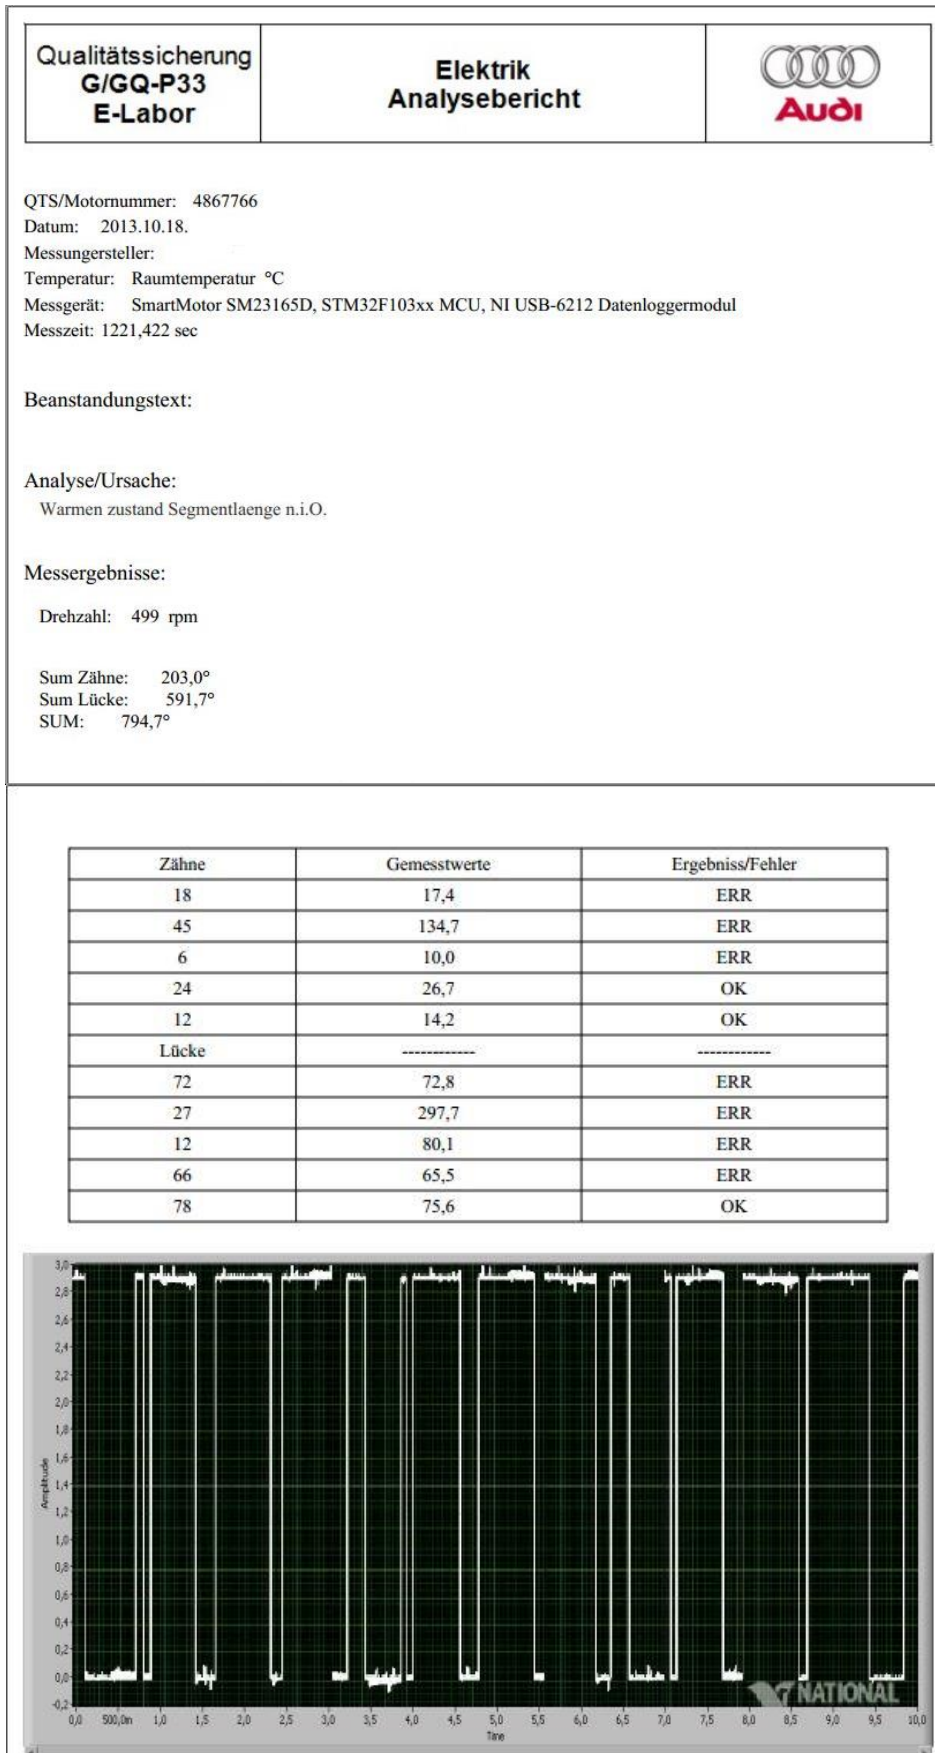 Qualitätssicherung
G/GQ-P33
E-Labor
Elektrik
Analysebericht
Audi
QTS/Motornummer: 4867766
Datum: 2013.10.18.
Messungersteller:
Temperatur: Raumtemperatur °C
Messgerät: SmartMotor SM23165D, STM32F103xx MCU, NI USB-6212 Datenloggermodul
Messzeit: 1221,422 sec
Beanstandungstext:
Analyse/Ursache:
Warmen zustand Segmentlaenge n.i.O.
Messergebnisse:
Drehzahl: 499 rpm
Sum Zähne: 203,0°
Sum Lücke: 591,7°
SUM: 794,7°
Zähne Gemesstwerte Ergebniss/Fehler
18 17,4 ERR
45 134,7 ERR
6 10,0 ERR
24 26,7 OK
12 14,2 OK
Lücke ------------ ------------
72 72,8 ERR
27 297,7 ERR
12 80,1 ERR
66 65,5 ERR
78 75,6 OK
3,0
2,8
2,6
2,4
2,2
2,0
1,8
1,6
1,4
1,2
1,0
0,8
0,6
0,4
0,2
0,0
-0,2
Amplitude
NATIONAL
0,0 500,0m 1,0 1,5 2,0 2,5 3,0 3,5 4,0 4,5 5,0 5,5 6,0 6,5 7,0 7,5 8,0 8,5 9,0 9,5 10,0
Time